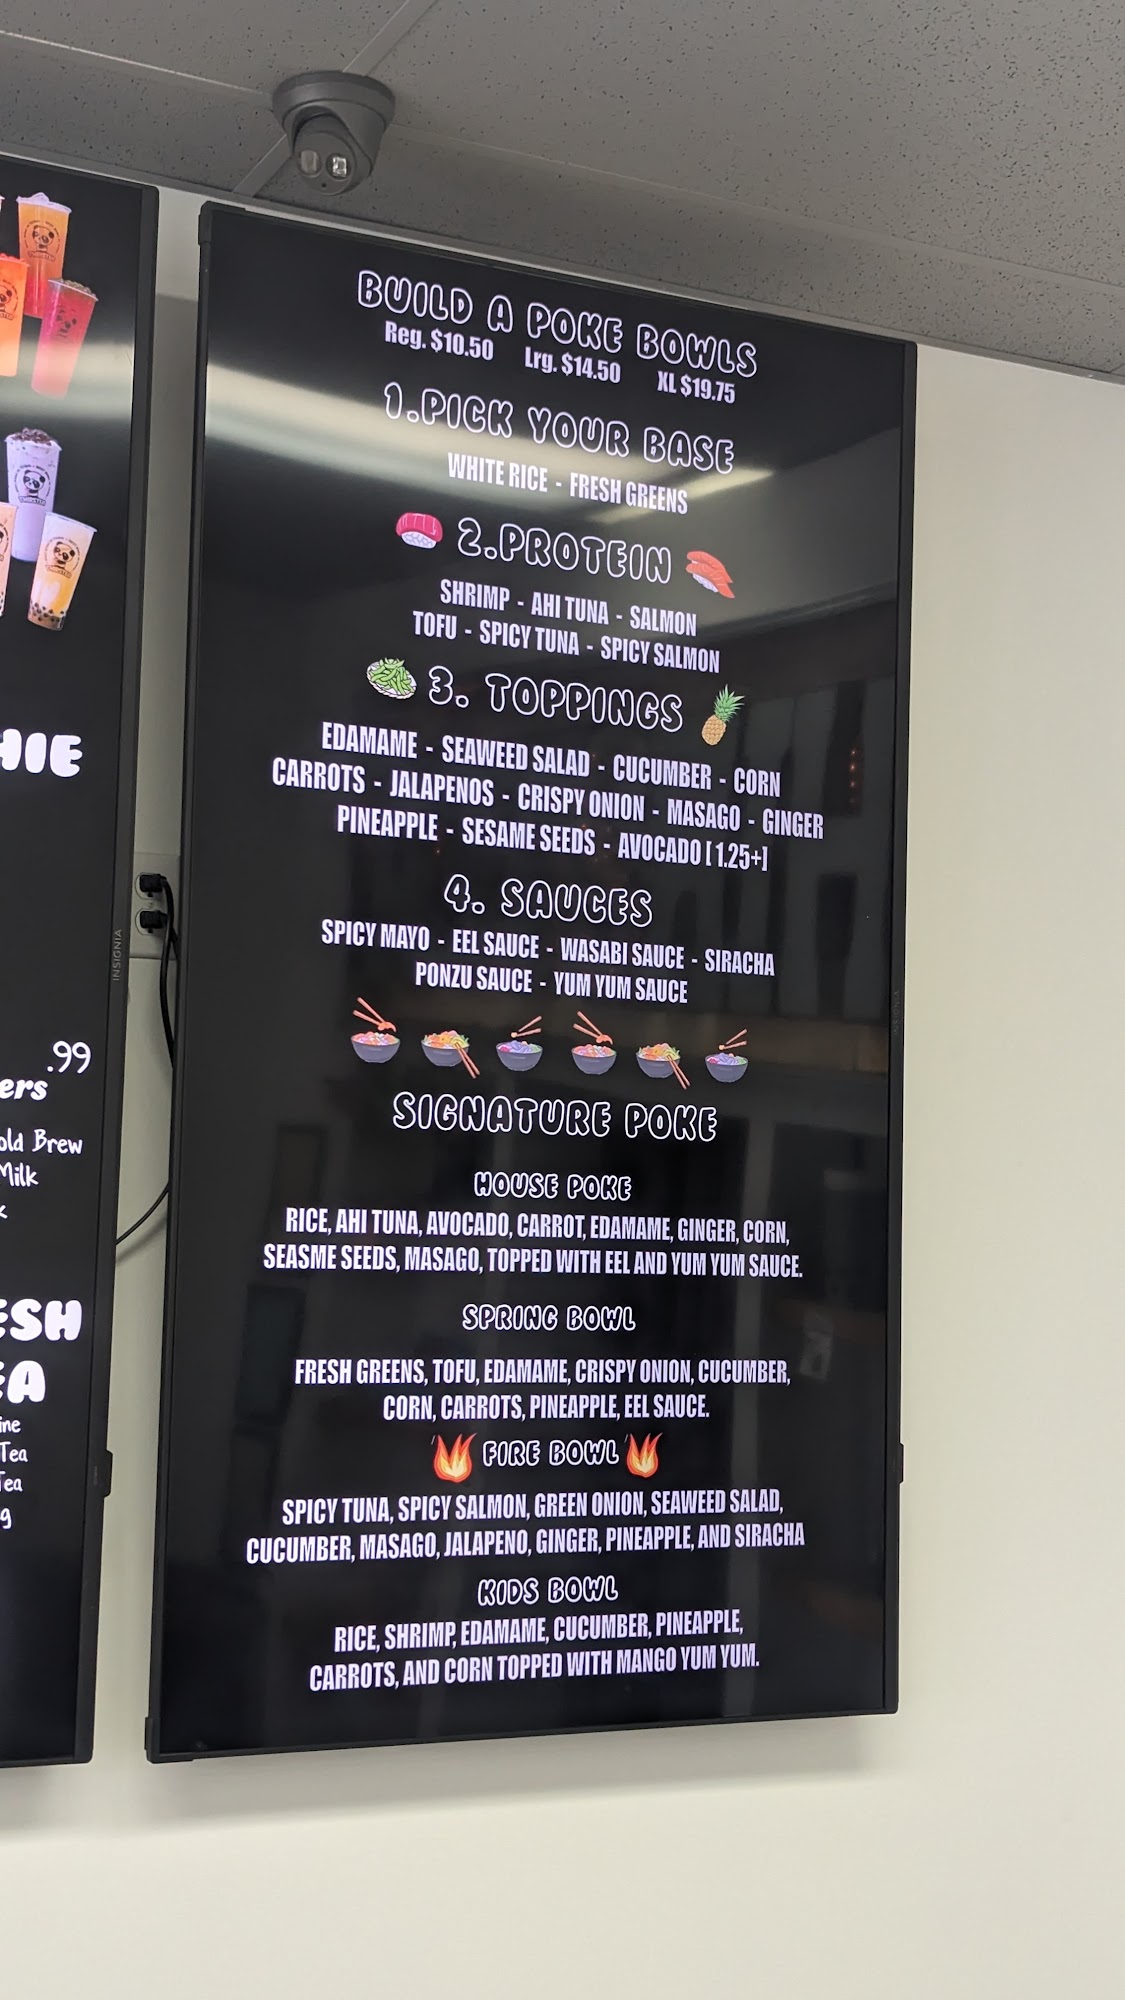 BUILD A POKE BOWLS
Reg. $10.50 Lrg. $14.50 XL $19.75
1.PICK YOUR BASE
WHITE RICE - FRESH GREENS
2.PROTEIN
SHRIMP - AHI TUNA - SALMON
TOFU - SPICY TUNA - SPICY SALMON
3. TOPPINGS
EDAMAME - SEAWEED SALAD - CUCUMBER - CORN
CARROTS - JALAPENOS - CRISPY ONION - MASAGO - GINGER
PINEAPPLE - SESAME SEEDS - AVOCADO [ 1.25+]
4. SAUCES
SPICY MAYO - EEL SAUCE - WASABI SAUCE - SIRACHA
PONZU SAUCE - YUM YUM SAUCE
SIGNATURE POKE
HOUSE POKE
RICE, AHI TUNA, AVOCADO, CARROT, EDAMAME, GINGER, CORN,
SEASME SEEDS, MASAGO, TOPPED WITH EEL AND YUM YUM SAUCE.
SPRING BOWL
FRESH GREENS, TOFU, EDAMAME, CRISPY ONION, CUCUMBER,
CORN, CARROTS, PINEAPPLE, EEL SAUCE.
FIRE BOWL
SPICY TUNA, SPICY SALMON, GREEN ONION, SEAWEED SALAD,
CUCUMBER, MASAGO, JALAPENO, GINGER, PINEAPPLE, AND SIRACHA
KIDS BOWL
RICE, SHRIMP, EDAMAME, CUCUMBER, PINEAPPLE,
CARROTS, AND CORN TOPPED WITH MANGO YUM YUM.
INSIGNIA
HIE
.99
ers
old Brew
Milk
k
ESH
EA
ine
Tea
Tea
g